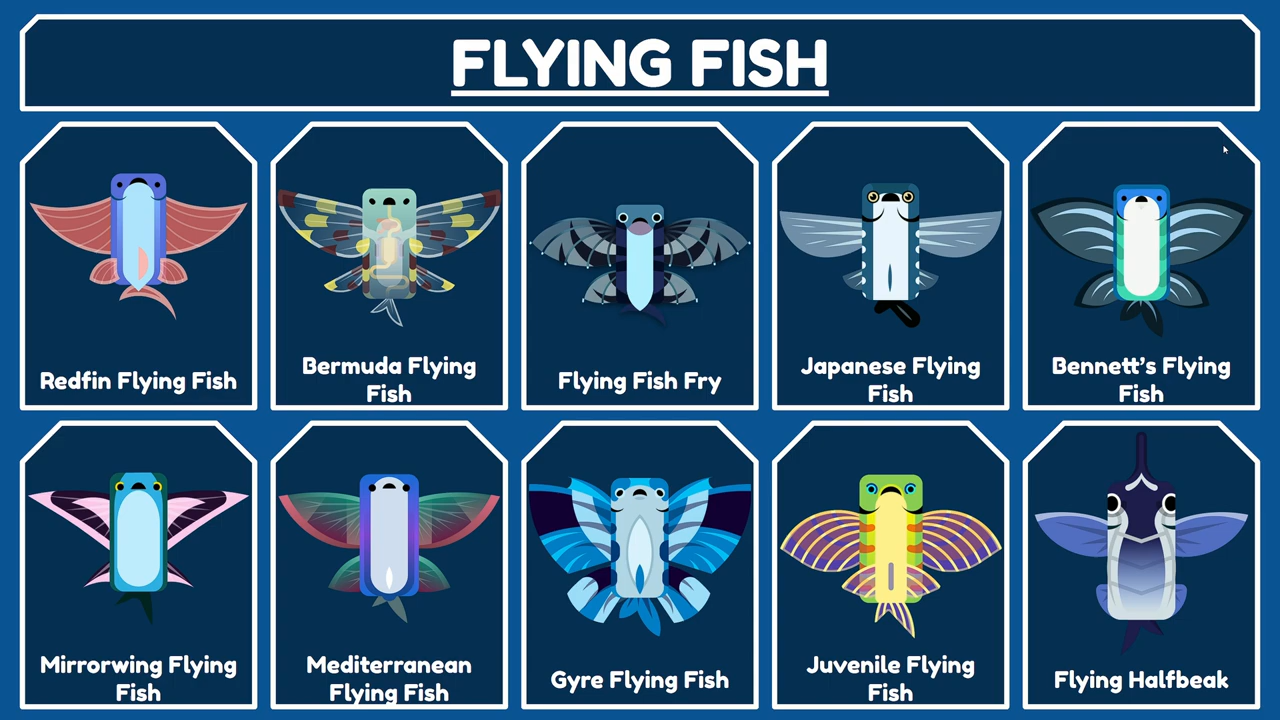 FLYING FISH
Redfin Flying Fish
Bermuda Flying
Fish
Flying Fish Fry
Japanese Flying
Fish
Bennett’s Flying
Fish
Mirrorwing Flying
Fish
Mediterranean
Flying Fish
Gyre Flying Fish
Juvenile Flying
Fish
Flying Halfbeak